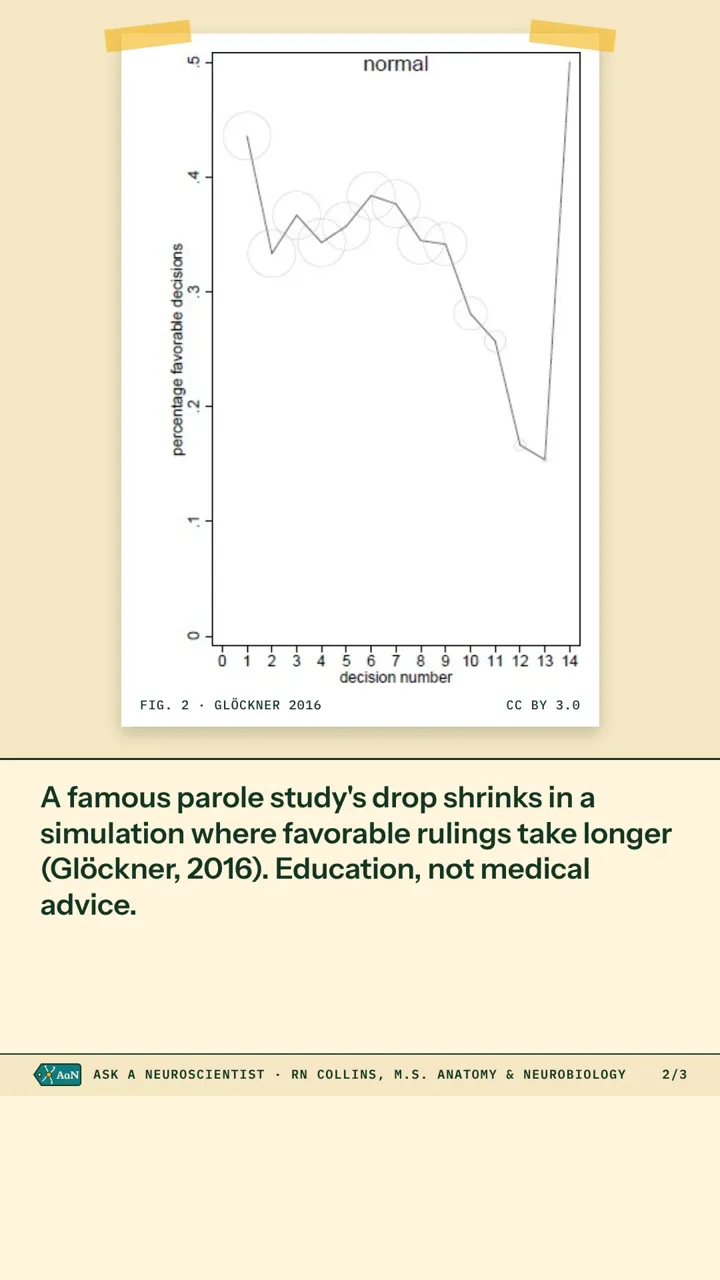 normal
.5
.4
.3
.2
.1
0
percentage favorable decisions
0 1 2 3 4 5 6 7 8 9 10 11 12 13 14
decision number
FIG. 2 · GLÖCKNER 2016 CC BY 3.0
A famous parole study's drop shrinks in a
simulation where favorable rulings take longer
(Glöckner, 2016). Education, not medical
advice.
AaN ASK A NEUROSCIENTIST · RN COLLINS, M.S. ANATOMY & NEUROBIOLOGY 2/3